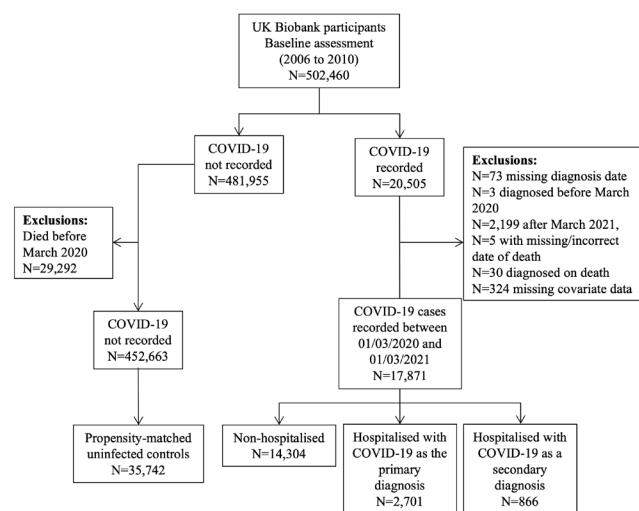 UK Biobank participants
Baseline assessment
(2006 to 2010)
N=502,460
COVID-19
not recorded
N=481,955
COVID-19
recorded
N=20,505
Exclusions:
N=73 missing diagnosis date
N=3 diagnosed before March
2020
N=2,199 after March 2021,
N=5 with missing/incorrect
date of death
N=30 diagnosed on death
N=324 missing covariate data
Exclusions:
Died before
March 2020
N=29,292
COVID-19
not recorded
N=452,663
COVID-19 cases
recorded between
01/03/2020 and
01/03/2021
N=17,871
Propensity-matched
uninfected controls
N=35,742
Non-hospitalised
N=14,304
Hospitalised with
COVID-19 as the
primary
diagnosis
N=2,701
Hospitalised with
COVID-19 as a
secondary
diagnosis
N=866